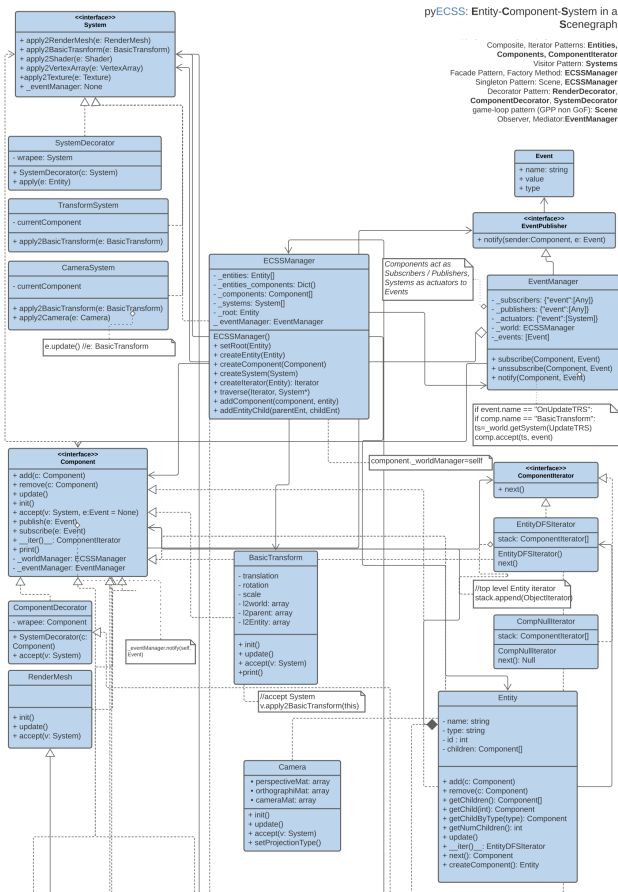 pyECSS: Entity-Component-System in a
Scenegraph
Composite, Iterator Patterns: Entities,
Components, ComponentIterator
Visitor Pattern: Systems
Facade Pattern, Factory Method: ECSSManager
Singleton Pattern: Scene, ECSSManager
Decorator Pattern: RenderDecorator,
ComponentDecorator, SystemDecorator
game-loop pattern (GPP non GoF): Scene
Observer, Mediator:EventManager
<<interface>>
System
+ apply2RenderMesh(e: RenderMesh)
+ apply2BasicTrasnform(e: BasicTransform)
+ apply2Shader(e: Shader)
+ apply2VertexArray(e: VertexArray)
+apply2Texture(e: Texture)
+ _eventManager: None
SystemDecorator
- wrapee: System
+ SystemDecorator(c: System)
+ apply(e: Entity)
TransformSystem
- currentComponent
+ apply2BasicTransform(e: BasicTransform)
CameraSystem
- currentComponent
+ apply2BasicTransform(e: BasicTransform)
+ apply2Camera(e: Camera)
e.update() //e: BasicTransform
ECSSManager
- _entities: Entity[]
- _entities_components: Dict()
- _components: Component[]
- _systems: System[]
- _root: Entity
_ eventManager: EventManager
ECSSManager()
+ setRoot(Entity)
+ createEntity(Entity)
+ createComponent(Component)
+ createSystem(System)
+ createIterator(Entity): Iterator
+ traverse(Iterator, System*)
+ addComponent(component, entity)
+ addEntityChild(parentEnt, childEnt)
Event
+ name: string
+ value
+ type
<<interface>>
EventPublisher
+ notify(sender:Component, e: Event)
Components act as
Subscribers / Publishers,
Systems as actuators to
Events
EventManager
- _subscribers: {"event":[Any]}
- _publishers: {"event":[Any]}
- _actuators: {"event":[System]}
- _world: ECSSManager
-_events: [Event]
+ subscribe(Component, Event)
+ unssubscribe(Component, Event)
+ notify(Component, Event)
if event.name == "OnUpdateTRS":
if comp.name == "BasicTransform":
ts=_world.getSystem(UpdateTRS)
comp.accept(ts, event)
component._worldManager=sellf
<<interface>>
Component
+ add(c: Component)
+ remove(c: Component)
+ update()
+ init()
+ accept(v: System, e:Event = None)
+ publish(e: Event)
+ subscribe(e: Event)
+ __iter()__: ComponentIterator
+ print()
- _worldManager: ECSSManager
- _eventManager: EventManager
<<interface>>
ComponentIterator
+ next()
EntityDFSIterator
stack: ComponentIterator[]
EntityDFSIterator()
next()
//top level Entity iterator
stack.append(ObjectIterator)
CompNullIterator
stack: ComponentIterator[]
CompNullIterator
next(): Null
BasicTransform
- translation
- rotation
- scale
- l2world: array
- l2parent: array
- l2Entity: array
+ init()
+ update()
+ accept(v: System)
+print()
//accept System
v.apply2BasicTransform(this)
ComponentDecorator
- wrapee: Component
+ SystemDecorator(c:
Component)
+ accept(v: System)
_eventManager.notify(self,
Event)
RenderMesh
+ init()
+ update()
+ accept(v: System)
Camera
• perspectiveMat: array
• orthographiMat: array
• cameraMat: array
+ init()
+ update()
+ accept(v: System)
+ setProjectionType()
Entity
- name: string
- type: string
- id : int
- children: Component[]
+ add(c: Component)
+ remove(c: Component)
+ getChildren(): Component[]
+ getChild(int): Component
+ getChildByType(type): Component
+ getNumChildren(): int
+ update()
+ __iter()__: EntityDFSIterator
+ next(): Component
+ createComponent(): Entity